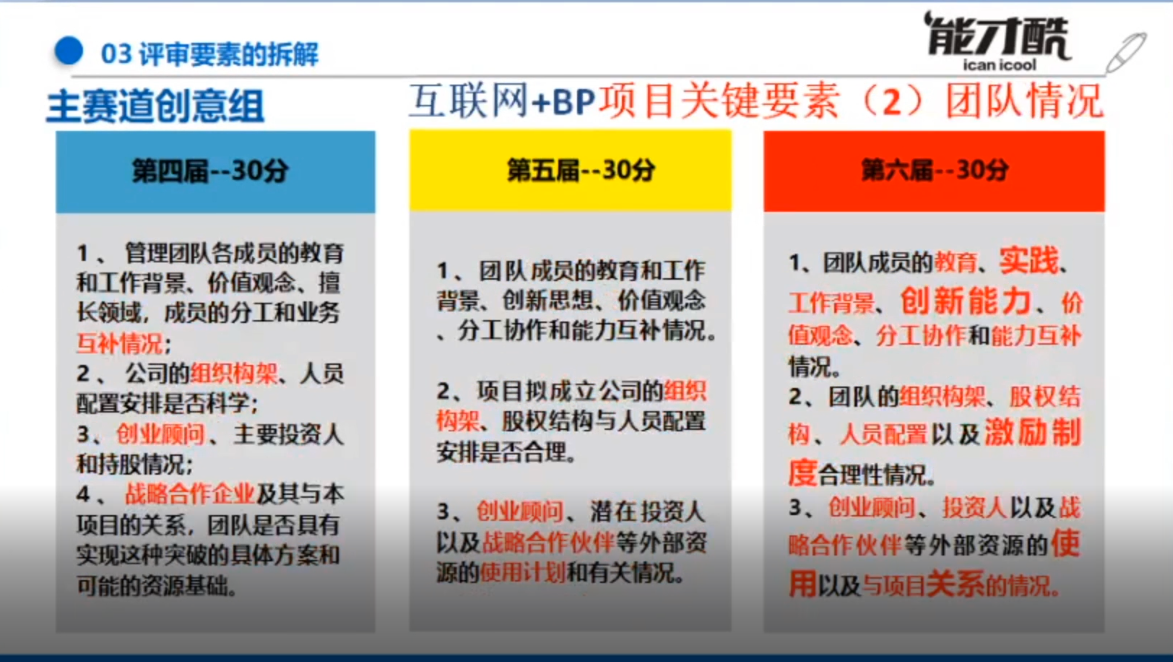 03 评审要素的拆解
能才酷
ican icool
主赛道创意组
互联网+BP项目关键要素（2）团队情况
第四届--30分
1、 管理团队各成员的教育
和工作背景、价值观念、擅
长领域，成员的分工和业务
互补情况；
2、 公司的组织构架、人员
配置安排是否科学；
3、创业顾问、主要投资人
和持股情况；
4、战略合作企业及其与本
项目的关系，团队是否具有
实现这种突破的具体方案和
可能的资源基础。
第五届--30分
1、团队成员的教育和工作
背景、创新思想、价值观念
、分工协作和能力互补情况。
2、项目拟成立公司的组织
构架、股权结构与人员配置
安排是否合理。
3、创业顾问、潜在投资人
以及战略合作伙伴等外部资
源的使用计划和有关情况。
第六届--30分
1、团队成员的教育、实践、
工作背景、创新能力、价
值观念、分工协作和能力互补
情况。
2、团队的组织构架、股权结
构、人员配置以及激励制
度合理性情况。
3、创业顾问、投资人以及战
略合作伙伴等外部资源的使
用以及与项目关系的情况。